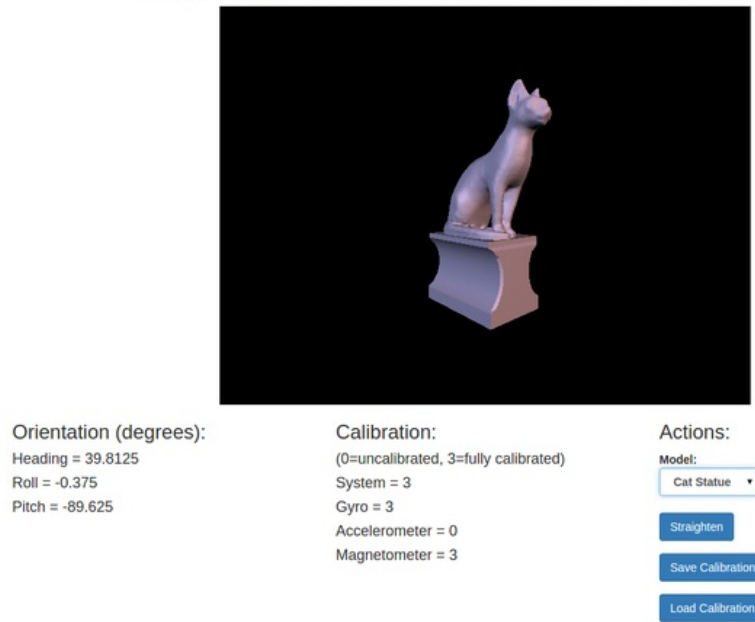 Orientation (degrees):
Heading = 39.8125
Roll = -0.375
Pitch = -89.625
Calibration:
(0=uncalibrated, 3=fully calibrated)
System = 3
Gyro = 3
Accelerometer = 0
Magnetometer = 3
Actions:
Model:
Cat Statue
Straighten
Save Calibration
Load Calibration